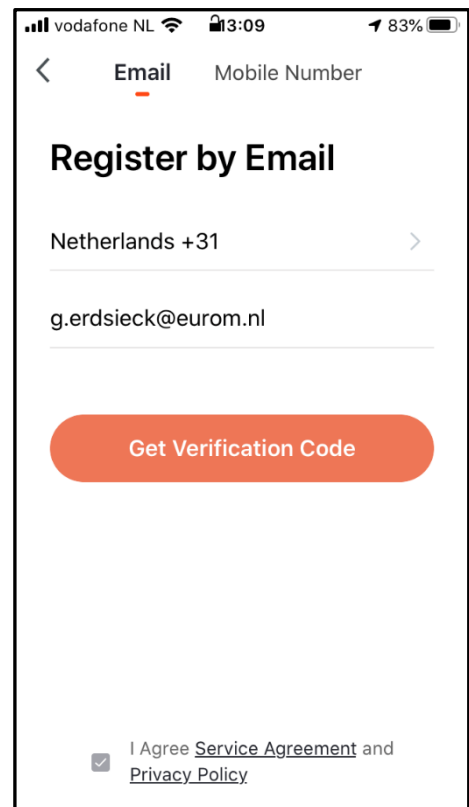 vodafone NL 13:09 83%
Email Mobile Number
Register by Email
Netherlands +31
g.erdsieck@eurom.nl
Get Verification Code
I Agree Service Agreement and
Privacy Policy